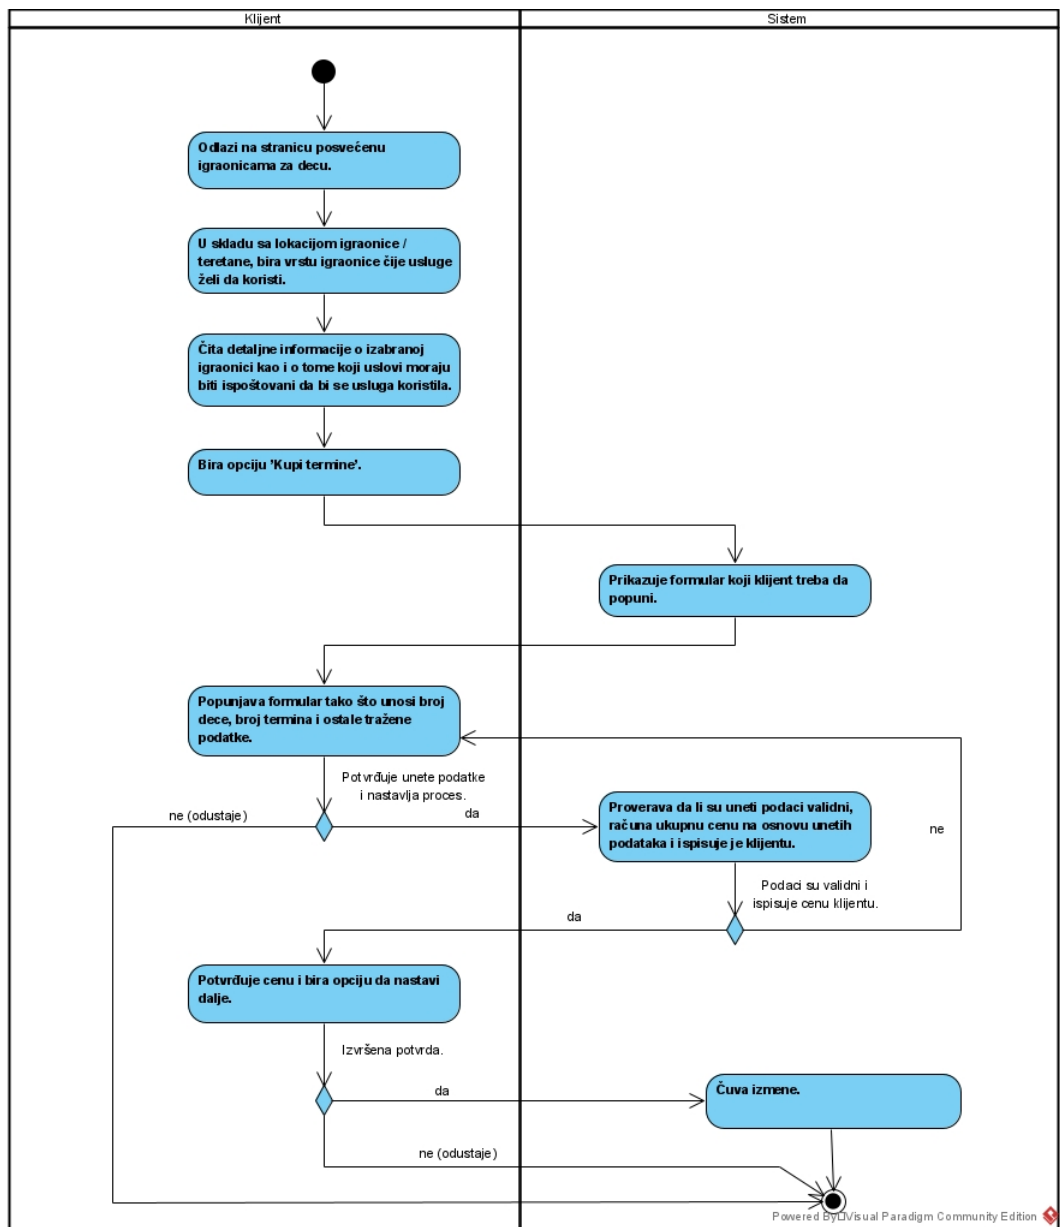 Klijent
Sistem
Odlazi na stranicu posvećenu
igraonicama za decu.
U skladu sa lokacijom igraonice /
teretane, bira vrstu igraonice čije usluge
želi da koristi.
Čita detaljne informacije o izabranoj
igraonici kao i o tome koji uslovi moraju
biti ispoštovani da bi se usluga koristila.
Bira opciju 'Kupi termine'.
Prikazuje formular koji klijent treba da
popuni.
Popunjava formular tako što unosi broj
dece, broj termina i ostale tražene
podatke.
Potvrđuje unete podatke
i nastavlja proces.
ne (odustaje)
da
Proverava da li su uneti podaci validni,
računa ukupnu cenu na osnovu unetih
podataka i ispisuje je klijentu.
ne
Podaci su validni i
ispisuje cenu klijentu.
da
Potvrđuje cenu i bira opciju da nastavi
dalje.
Izvršena potvrda.
da
Čuva izmene.
ne (odustaje)
Powered By Visual Paradigm Community Edition